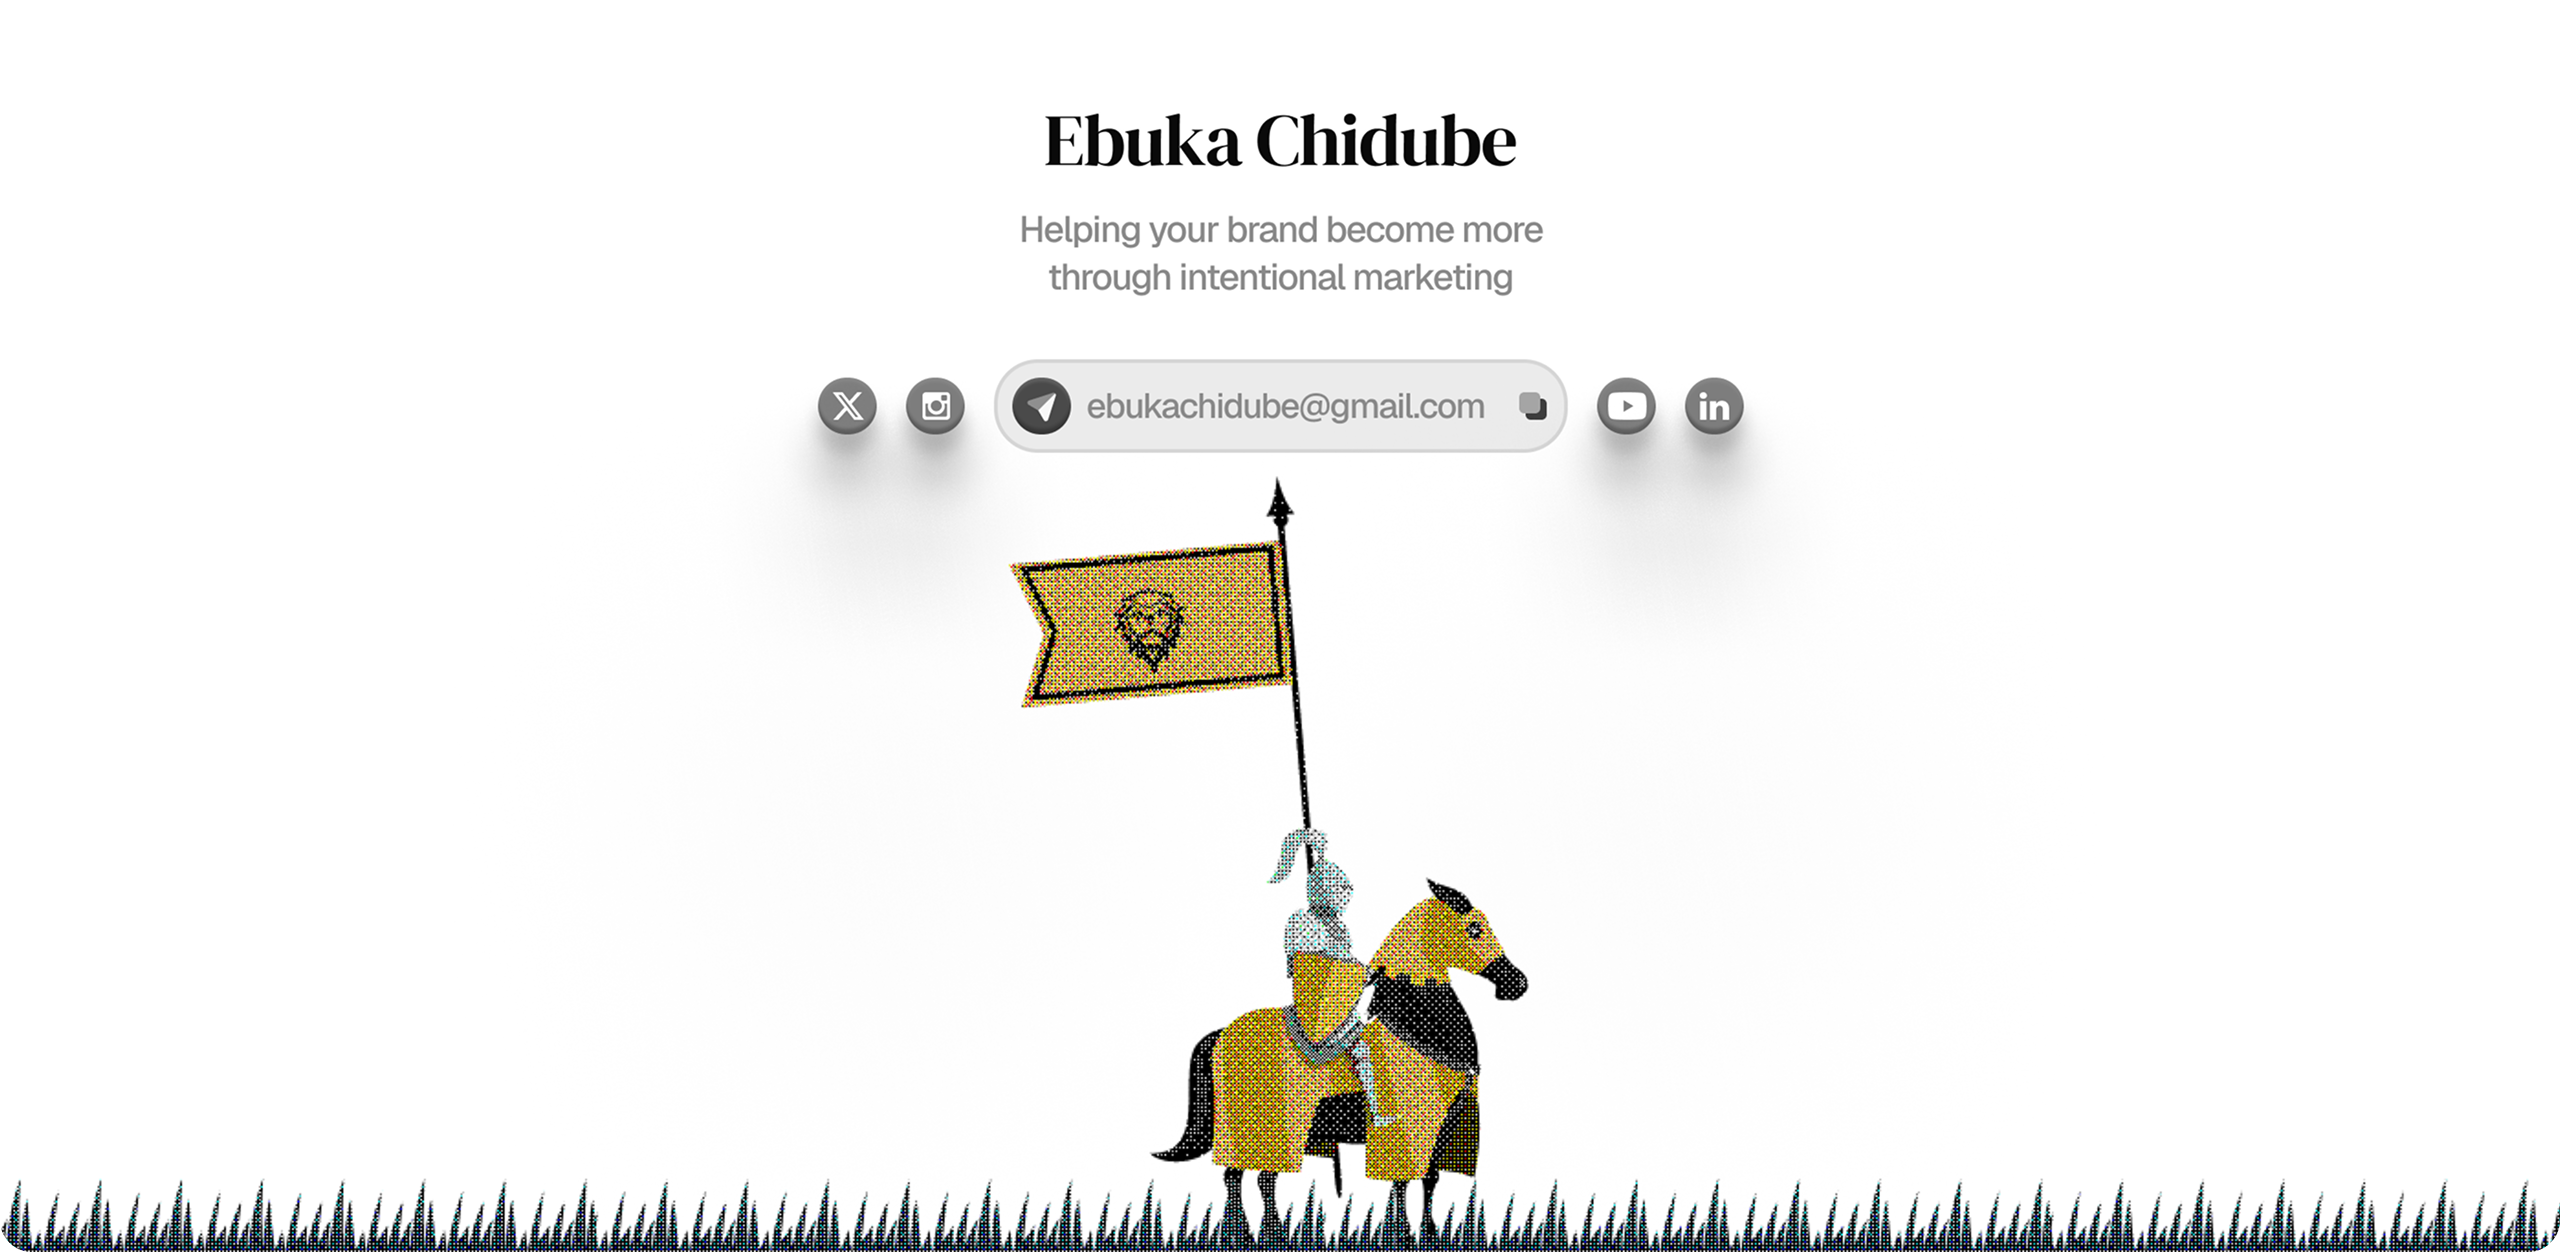 Ebuka Chidube
Helping your brand become more
through intentional marketing
ebukachidube@gmail.com